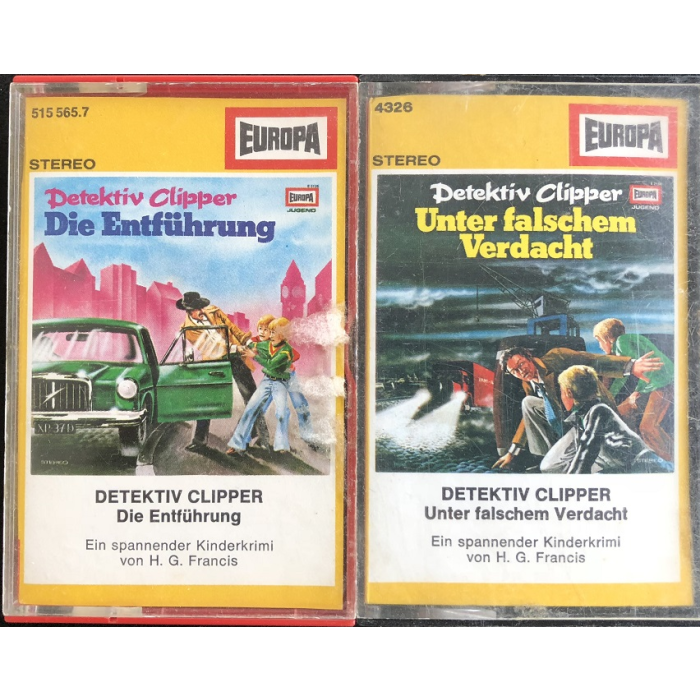 515 565.7
EUROPA
STEREO
Detektiv Clipper
EUROPA
JUGEND
Die Entführung
XP 37D
STEREO
DETEKTIV CLIPPER
Die Entführung
Ein spannender Kinderkrimi
von H. G. Francis
4326
EUROPA
STEREO
Detektiv Clipper
EUROPA
JUGEND
Unter falschem
Verdacht
STEREO
DETEKTIV CLIPPER
Unter falschem Verdacht
Ein spannender Kinderkrimi
von H. G. Francis